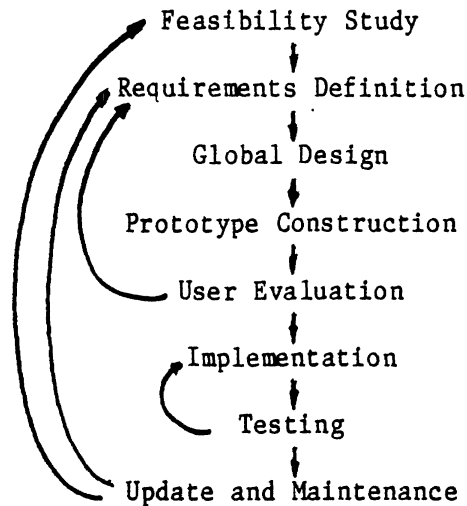 Feasibility Study
Requirements Definition
Global Design
Prototype Construction
User Evaluation
Implementation
Testing
Update and Maintenance